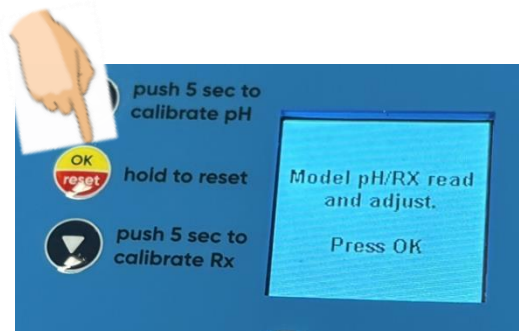 push 5 sec to
calibrate pH
OK
reset
hold to reset
push 5 sec to
calibrate Rx
Model pH/RX read
and adjust.
Press OK